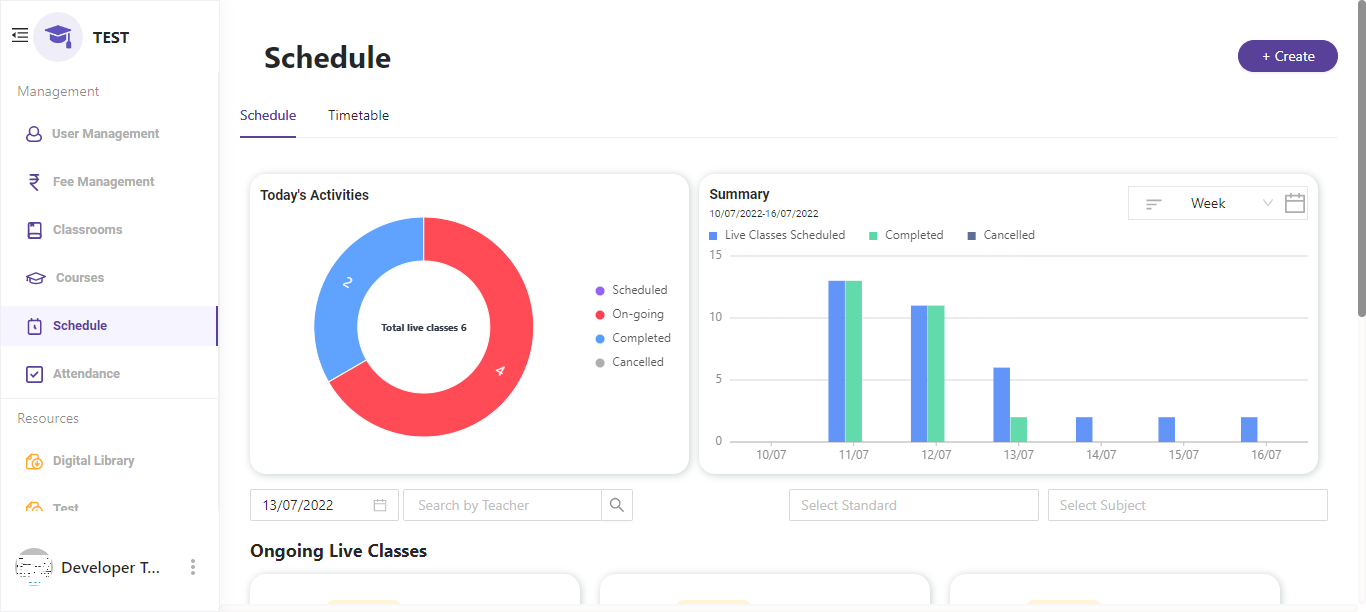 TEST
Management
User Management
Fee Management
Classrooms
Courses
Schedule
Attendance
Resources
Digital Library
Test
Developer T...
Schedule
+ Create
Schedule Timetable
Today's Activities
2
4
Total live classes 6
Scheduled
On-going
Completed
Cancelled
Summary
10/07/2022-16/07/2022
Week
Live Classes Scheduled Completed Cancelled
15
10
5
0
10/07 11/07 12/07 13/07 14/07 15/07 16/07
13/07/2022 Search by Teacher Select Standard Select Subject
Ongoing Live Classes